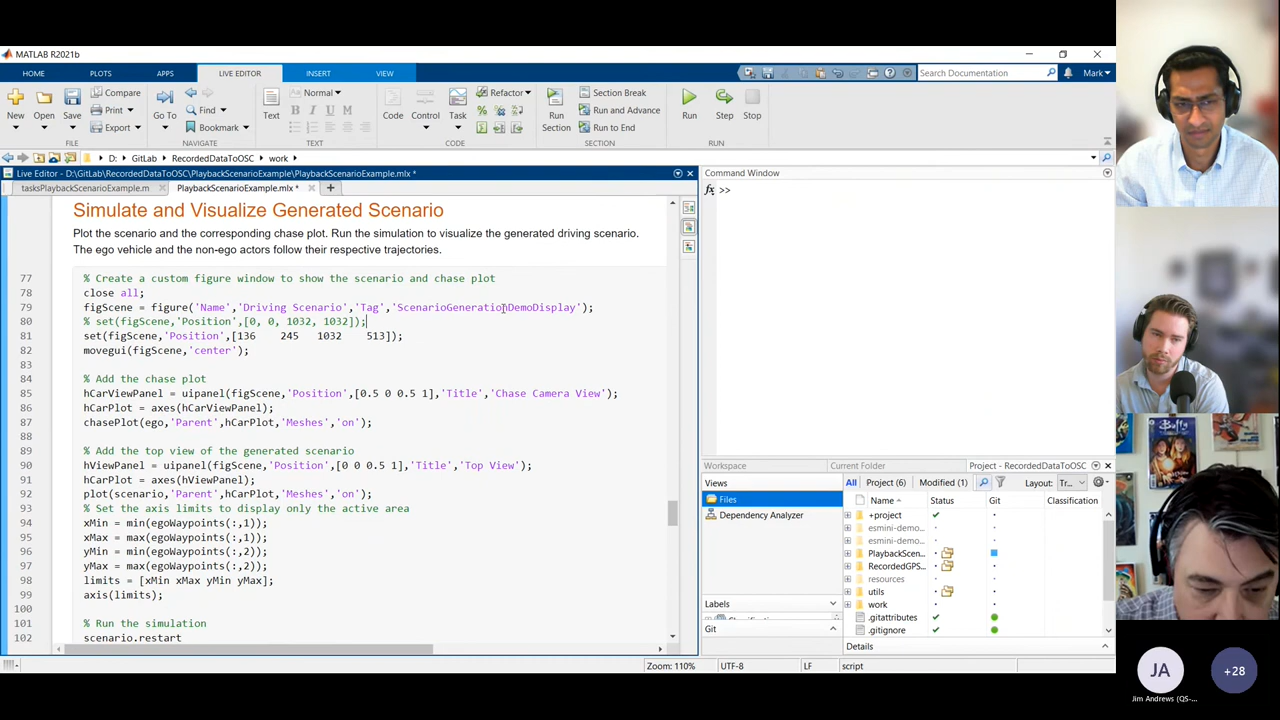 MATLAB R2021b
HOME PLOTS APPS LIVE EDITOR INSERT VIEW
Search Documentation
Mark
New
Open
Save
Compare
Print
Export
FILE
Go To
Find
Bookmark
NAVIGATE
Text
Normal
B I U M
TEXT
Code
Control
Task
Refactor
CODE
Run Section
Section Break
Run and Advance
Run to End
SECTION
Run
Step
Stop
RUN
D: GitLab RecordedDataToOSC work
Live Editor - D:\GitLab\RecordedDataToOSC\PlaybackScenarioExample\PlaybackScenarioExample.mlx *
tasksPlaybackScenarioExample.m
PlaybackScenarioExample.mlx *
Simulate and Visualize Generated Scenario
Plot the scenario and the corresponding chase plot. Run the simulation to visualize the generated driving scenario.
The ego vehicle and the non-ego actors follow their respective trajectories.
77 % Create a custom figure window to show the scenario and chase plot
78 close all;
79 figScene = figure('Name','Driving Scenario','Tag','ScenarioGenerationDemoDisplay');
80 % set(figScene,'Position',[0, 0, 1032, 1032]);
81 set(figScene,'Position',[136 245 1032 513]);
82 movegui(figScene,'center');
83
84 % Add the chase plot
85 hCarViewPanel = uipanel(figScene,'Position',[0.5 0 0.5 1],'Title','Chase Camera View');
86 hCarPlot = axes(hCarViewPanel);
87 chasePlot(ego,'Parent',hCarPlot,'Meshes','on');
88
89 % Add the top view of the generated scenario
90 hViewPanel = uipanel(figScene,'Position',[0 0 0.5 1],'Title','Top View');
91 hCarPlot = axes(hViewPanel);
92 plot(scenario,'Parent',hCarPlot,'Meshes','on');
93 % Set the axis limits to display only the active area
94 xMin = min(egoWaypoints(:,1));
95 xMax = max(egoWaypoints(:,1));
96 yMin = min(egoWaypoints(:,2));
97 yMax = max(egoWaypoints(:,2));
98 limits = [xMin xMax yMin yMax];
99 axis(limits);
100
101 % Run the simulation
102 scenario.restart
Zoom: 110% UTF-8 LF script
Command Window
fx >>
Workspace
Current Folder
Project - RecordedDataToOSC
Views
Files
Dependency Analyzer
Labels
Git
All Project (6) Modified (1) Layout: Tr...
Name Status Git Classification
+project
esmini-demo...
esmini-demo...
PlaybackScen...
RecordedGPS...
resources
utils
work
.gitattributes
.gitignore
Details
JA
Jim Andrews (QS-...
+28